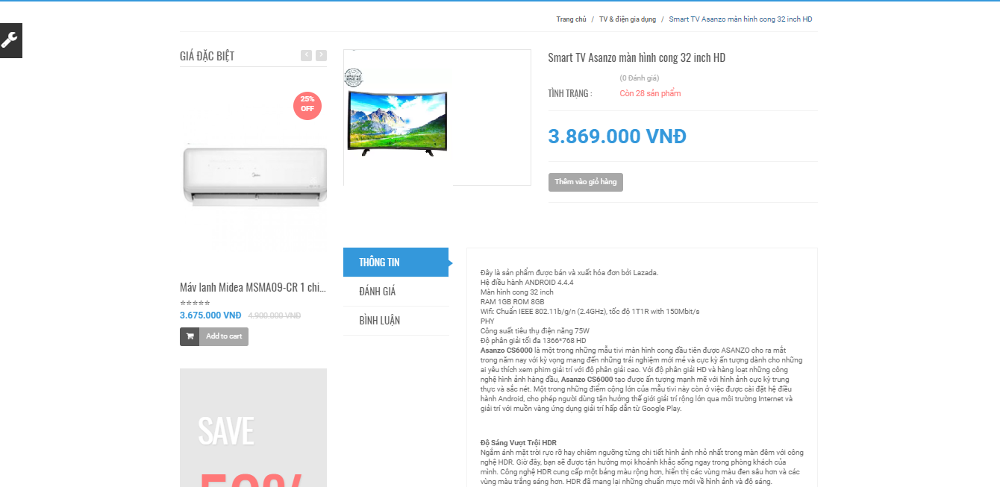 Trang chủ / TV & điện gia dụng / Smart TV Asanzo màn hình cong 32 inch HD
GIÁ ĐẶC BIỆT
25%
OFF
Máy lạnh Midea MSMA09-CR 1 chi...
3.675.000 VNĐ 4.900.000 VNĐ
Add to cart
SAVE
50%
Smart TV Asanzo màn hình cong 32 inch HD
(0 Đánh giá)
TÌNH TRẠNG : Còn 28 sản phẩm
3.869.000 VNĐ
Thêm vào giỏ hàng
THÔNG TIN
ĐÁNH GIÁ
BÌNH LUẬN
Đây là sản phẩm được bán và xuất hóa đơn bởi Lazada.
Hệ điều hành ANDROID 4.4.4
Màn hình cong 32 inch
RAM 1GB ROM 8GB
Wifi: Chuẩn IEEE 802.11b/g/n (2.4GHz), tốc độ 1T1R with 150Mbit/s
PHY
Công suất tiêu thụ điện năng 75W
Độ phân giải tối đa 1366*768 HD
Asanzo CS6000 là một trong những mẫu tivi màn hình cong đầu tiên được ASANZO cho ra mắt
trong năm nay với kỳ vọng mang đến những trải nghiệm mới mẻ và cực kỳ ấn tượng dành cho những
ai yêu thích xem phim giải trí với độ phân giải cao. Với độ phân giải HD và hàng loạt những công
nghệ hình ảnh hàng đầu, Asanzo CS6000 tạo được ấn tượng mạnh mẽ với hình ảnh cực kỳ trung
thực và sắc nét. Một trong những điểm cộng lớn của mẫu tivi này còn ở việc được cài đặt hệ điều
hành Android, cho phép người dùng tận hưởng thế giới giải trí rộng lớn qua môi trường Internet và
giải trí với muôn vàng ứng dụng giải trí hấp dẫn từ Google Play.
Độ Sáng Vượt Trội HDR
Ngắm ánh mặt trời rực rỡ hay chiêm ngưỡng từng chi tiết hình ảnh nhỏ nhất trong màn đêm với công
nghệ HDR. Giờ đây, bạn sẽ được tận hưởng mọi khoảnh khắc sống ngay trong phòng khách của
mình. Công nghệ HDR cung cấp một bảng màu rộng hơn, hiển thị các vùng màu đen sâu hơn và các
vùng màu trắng sáng hơn. HDR đã mang lại những chuẩn mực mới về hình ảnh và độ sáng.